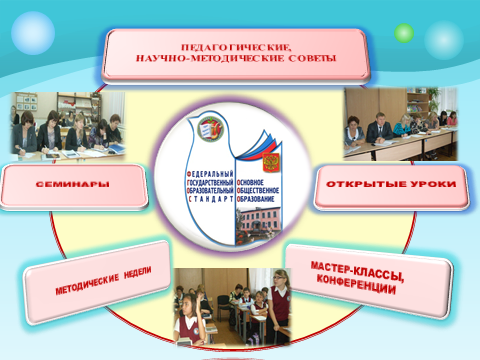 ПЕДАГОГИЧЕСКИЕ,
НАУЧНО-МЕТОДИЧЕСКИЕ СОВЕТЫ
СЕМИНАРЫ
ФЕДЕРАЛЬНЫЙ
ГОСУДАРСТВЕННЫЙ
ОБРАЗОВАТЕЛЬНЫЙ
СТАНДАРТ
ОСНОВНОЕ
ОБЩЕСТВЕННОЕ
ОБРАЗОВАНИЕ
ОТКРЫТЫЕ УРОКИ
МЕТОДИЧЕСКИЕ НЕДЕЛИ
МАСТЕР-КЛАССЫ,
КОНФЕРЕНЦИИ